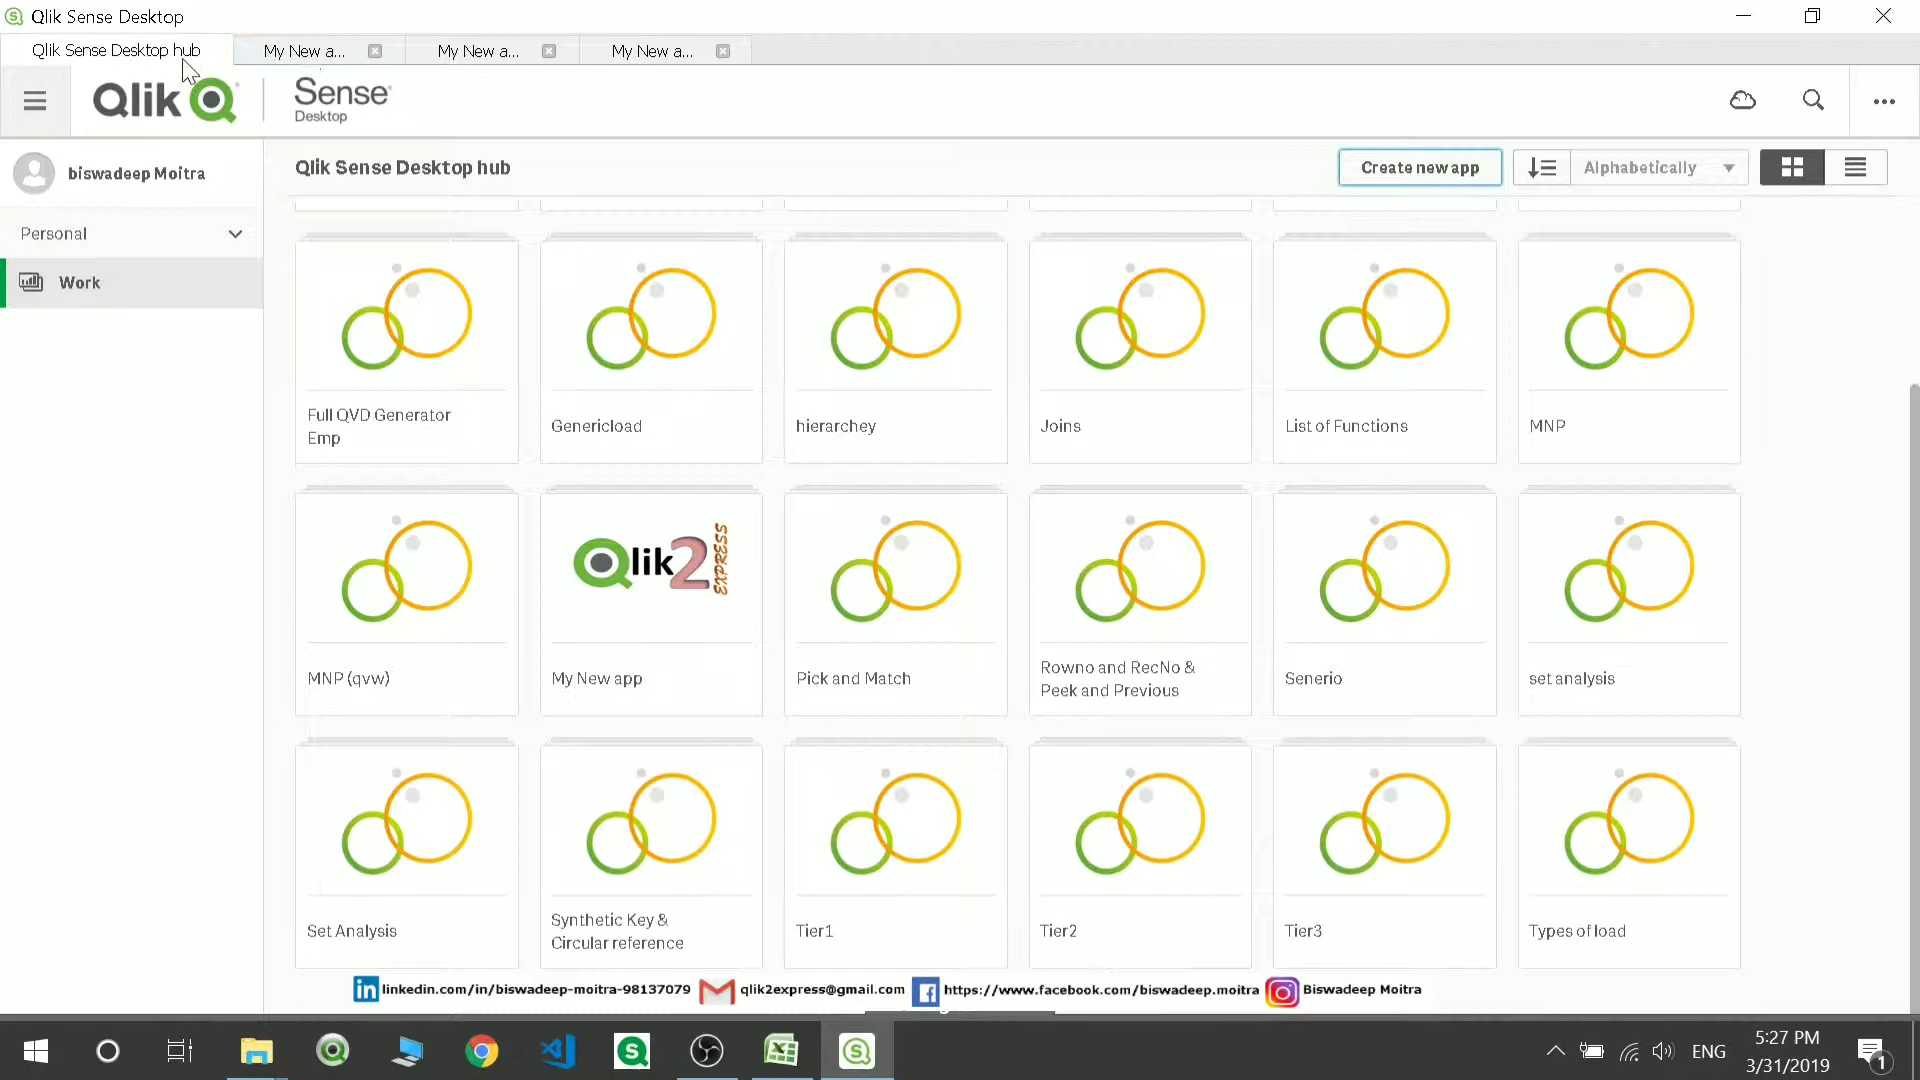 Qlik Sense Desktop
Qlik Sense Desktop hub
My New a...
My New a...
My New a...
Qlik
Sense
Desktop
biswadeep Moitra
Qlik Sense Desktop hub
Create new app
Alphabetically
Personal
Work
Full QVD Generator
Emp
Genericload
hierarchey
Joins
List of Functions
MNP
Qlik2
EXPRESS
MNP (qvw)
My New app
Pick and Match
Rowno and RecNo &
Peek and Previous
Senerio
set analysis
Set Analysis
Synthetic Key &
Circular reference
Tier1
Tier2
Tier3
Types of load
linkedin.com/in/biswadeep-moitra-98137079
qlik2express@gmail.com
https://www.facebook.com/biswadeep.moitra
Biswadeep Moitra
ENG
5:27 PM
3/31/2019
1